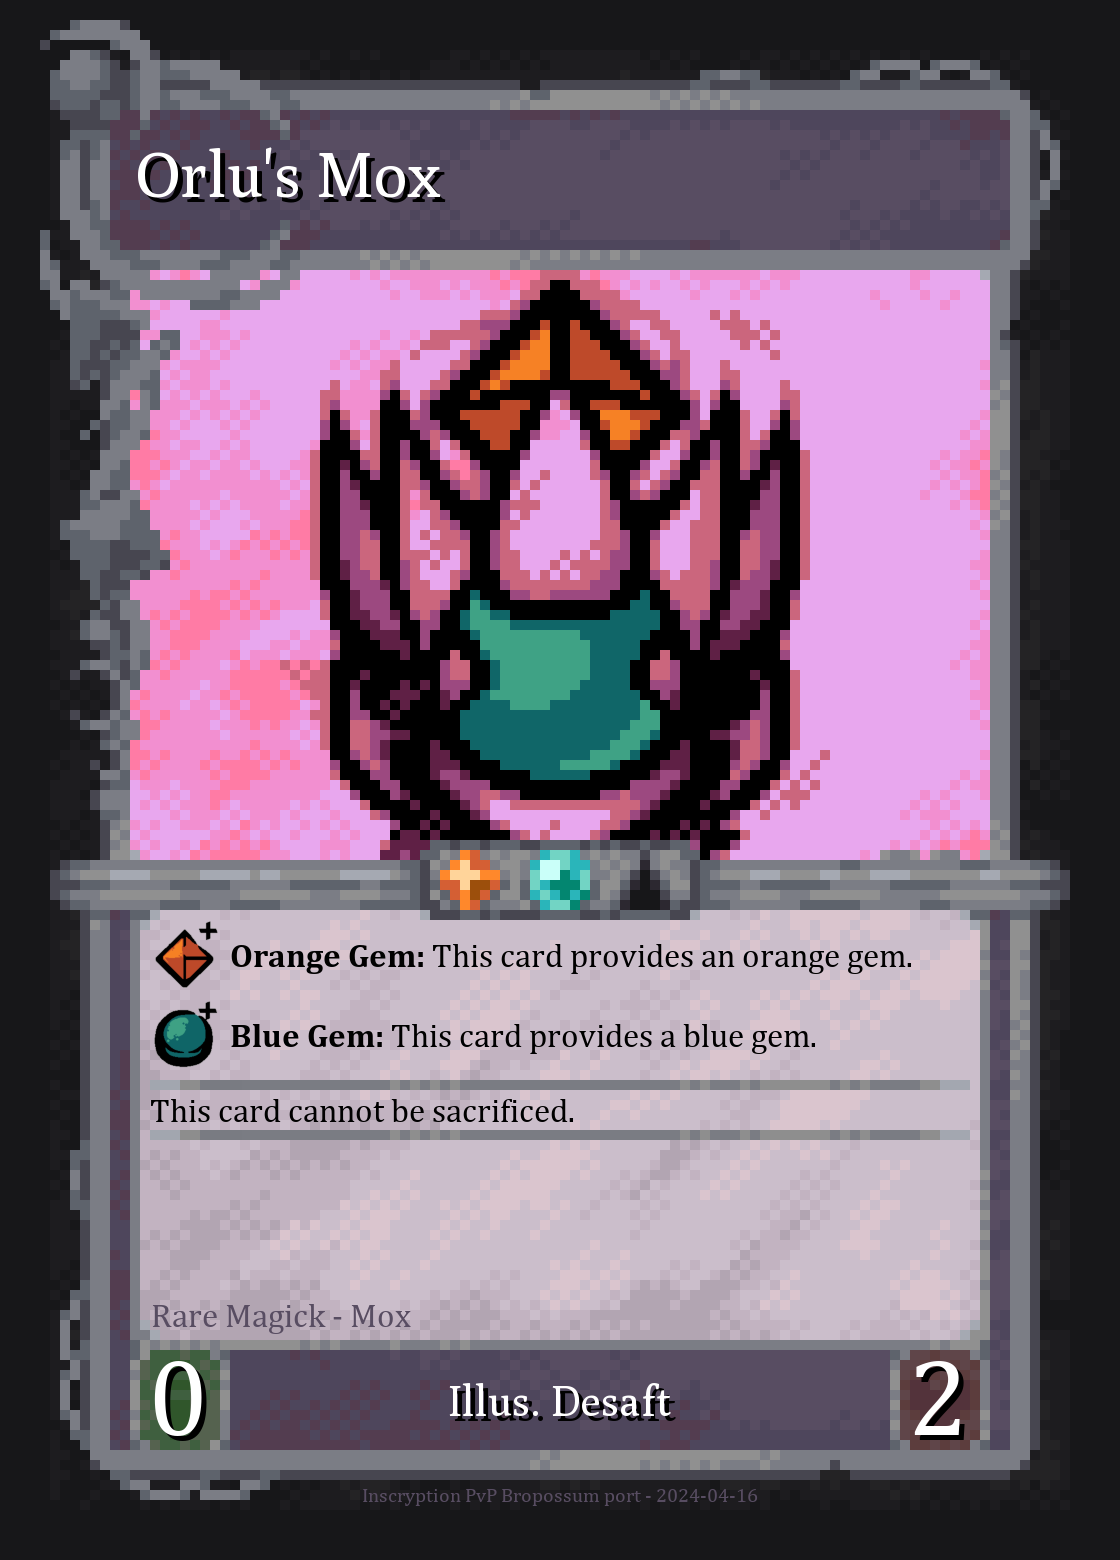 Orlu's Mox
Orange Gem: This card provides an orange gem.
Blue Gem: This card provides a blue gem.
This card cannot be sacrificed.
Rare Magick - Mox
0
Illus. Desaft
2
Inscryption PvP Bropossum port - 2024-04-16